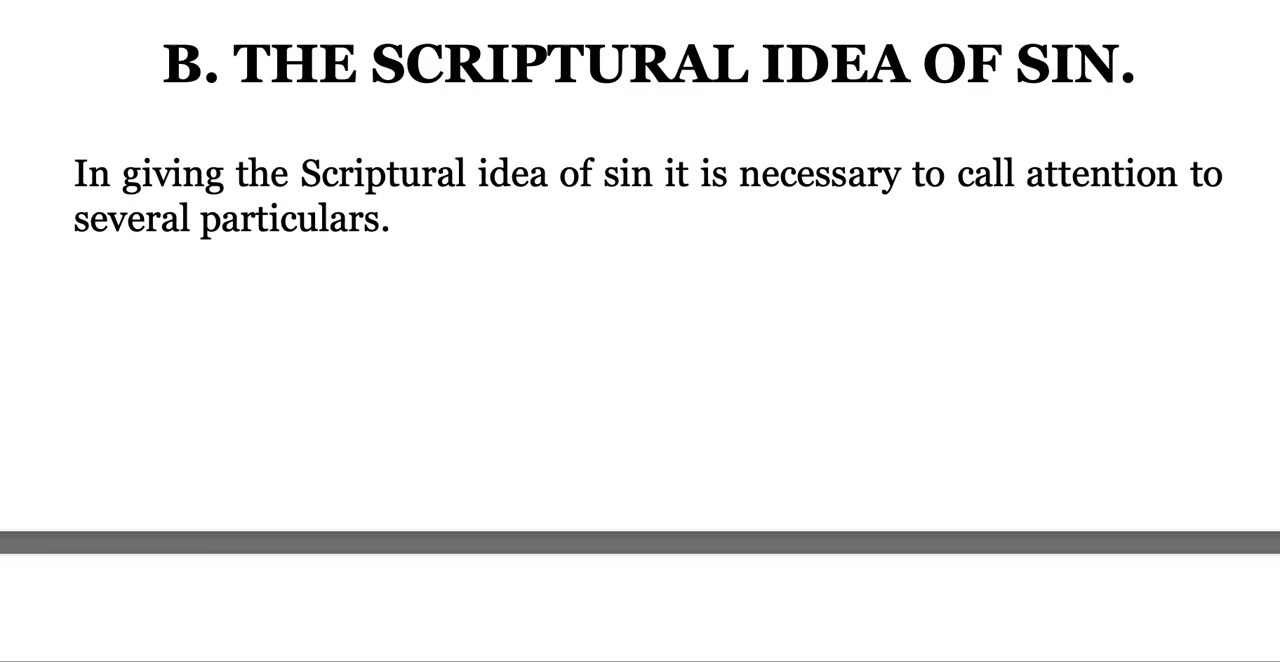 B. THE SCRIPTURAL IDEA OF SIN.
In giving the Scriptural idea of sin it is necessary to call attention to
several particulars.